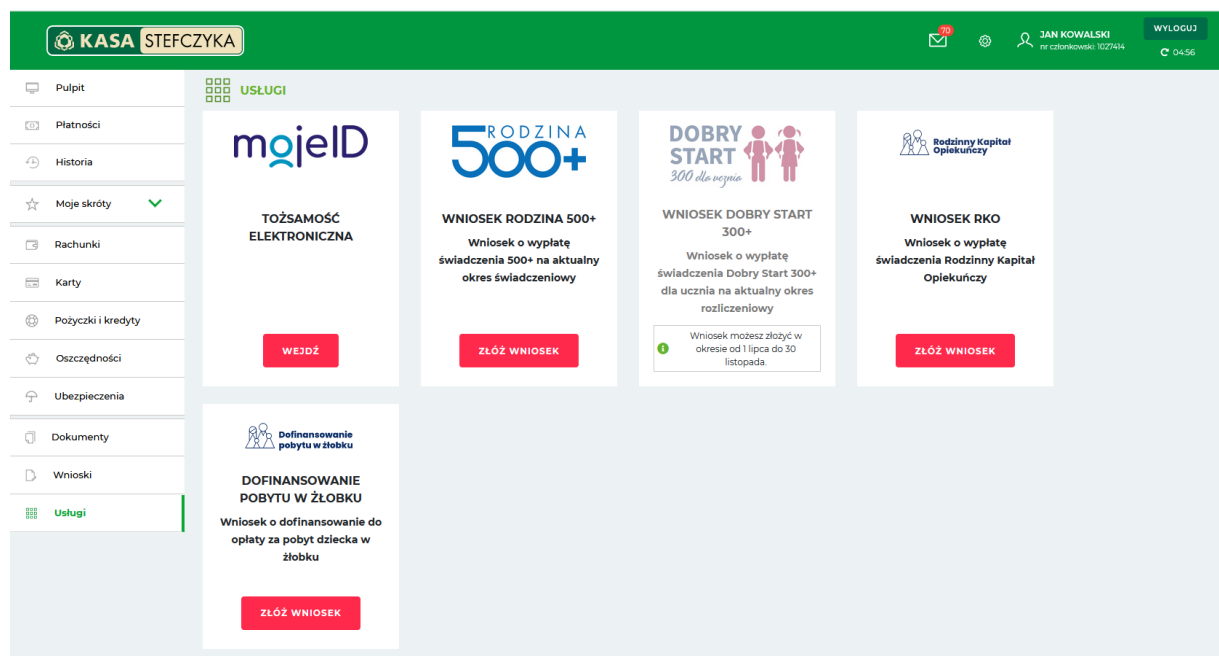 KASA STEFCZYKA
70
JAN KOWALSKI
nr członkowski: 1027414
WYLOGUJ
04:56
Pulpit
Płatności
Historia
Moje skróty
Rachunki
Karty
Pożyczki i kredyty
Oszczędności
Ubezpieczenia
Dokumenty
Wnioski
Usługi
USŁUGI
mojeID
TOŻSAMOŚĆ
ELEKTRONICZNA
WEJDŹ
RODZINA
500+
WNIOSEK RODZINA 500+
Wniosek o wypłatę
świadczenia 500+ na aktualny
okres świadczeniowy
ZŁÓŻ WNIOSEK
DOBRY
START
300 dla ucznia
WNIOSEK DOBRY START
300+
Wniosek o wypłatę
świadczenia Dobry Start 300+
dla ucznia na aktualny okres
rozliczeniowy
Wniosek możesz złożyć w
okresie od 1 lipca do 30
listopada.
Rodzinny Kapitał
Opiekuńczy
WNIOSEK RKO
Wniosek o wypłatę
świadczenia Rodzinny Kapitał
Opiekuńczy
ZŁÓŻ WNIOSEK
Dofinansowanie
pobytu w żłobku
DOFINANSOWANIE
POBYTU W ŻŁOBKU
Wniosek o dofinansowanie do
opłaty za pobyt dziecka w
żłobku
ZŁÓŻ WNIOSEK